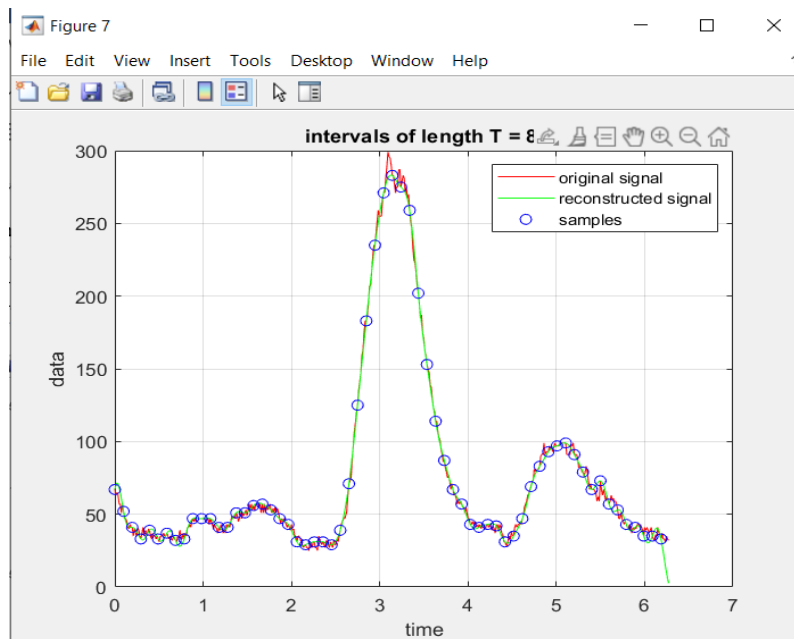 Figure 7
File Edit View Insert Tools Desktop Window Help
intervals of length T = 8
300
250
200
150
100
50
0
data
original signal
reconstructed signal
samples
0 1 2 3 4 5 6 7
time